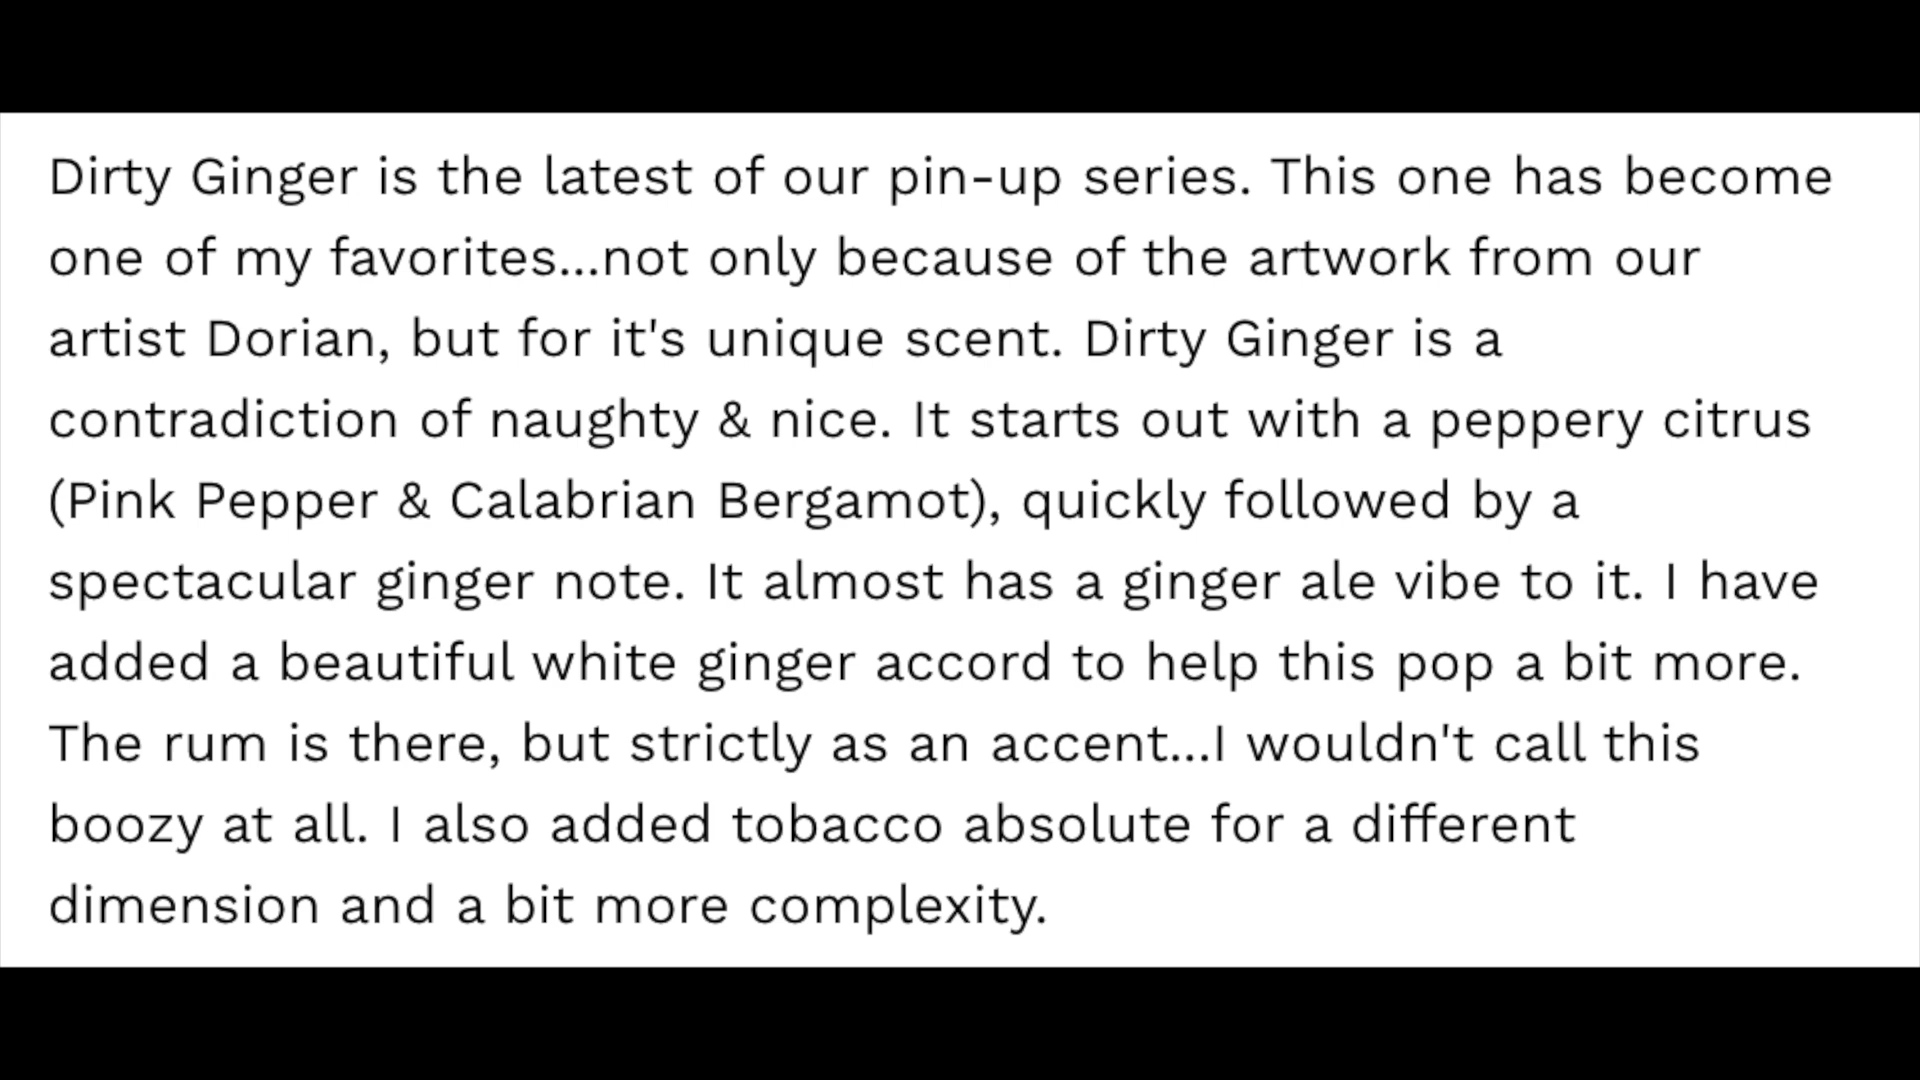 Dirty Ginger is the latest of our pin-up series. This one has become
one of my favorites...not only because of the artwork from our
artist Dorian, but for it's unique scent. Dirty Ginger is a
contradiction of naughty & nice. It starts out with a peppery citrus
(Pink Pepper & Calabrian Bergamot), quickly followed by a
spectacular ginger note. It almost has a ginger ale vibe to it. I have
added a beautiful white ginger accord to help this pop a bit more.
The rum is there, but strictly as an accent...I wouldn't call this
boozy at all. I also added tobacco absolute for a different
dimension and a bit more complexity.